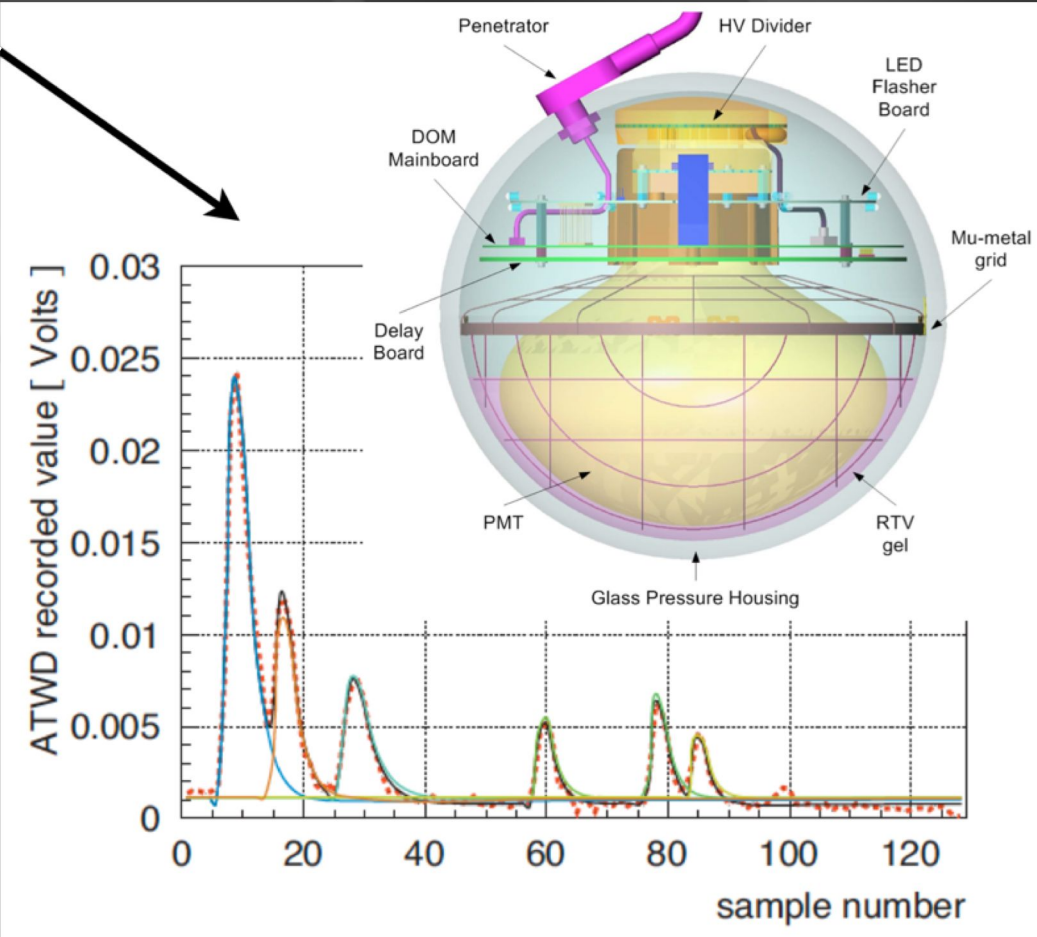 Penetrator
HV Divider
LED
Flasher
Board
DOM
Mainboard
Mu-metal
grid
Delay
Board
PMT
RTV
gel
Glass Pressure Housing
ATWD recorded value [ Volts ]
0.03
0.025
0.02
0.015
0.01
0.005
0
0 20 40 60 80 100 120
sample number